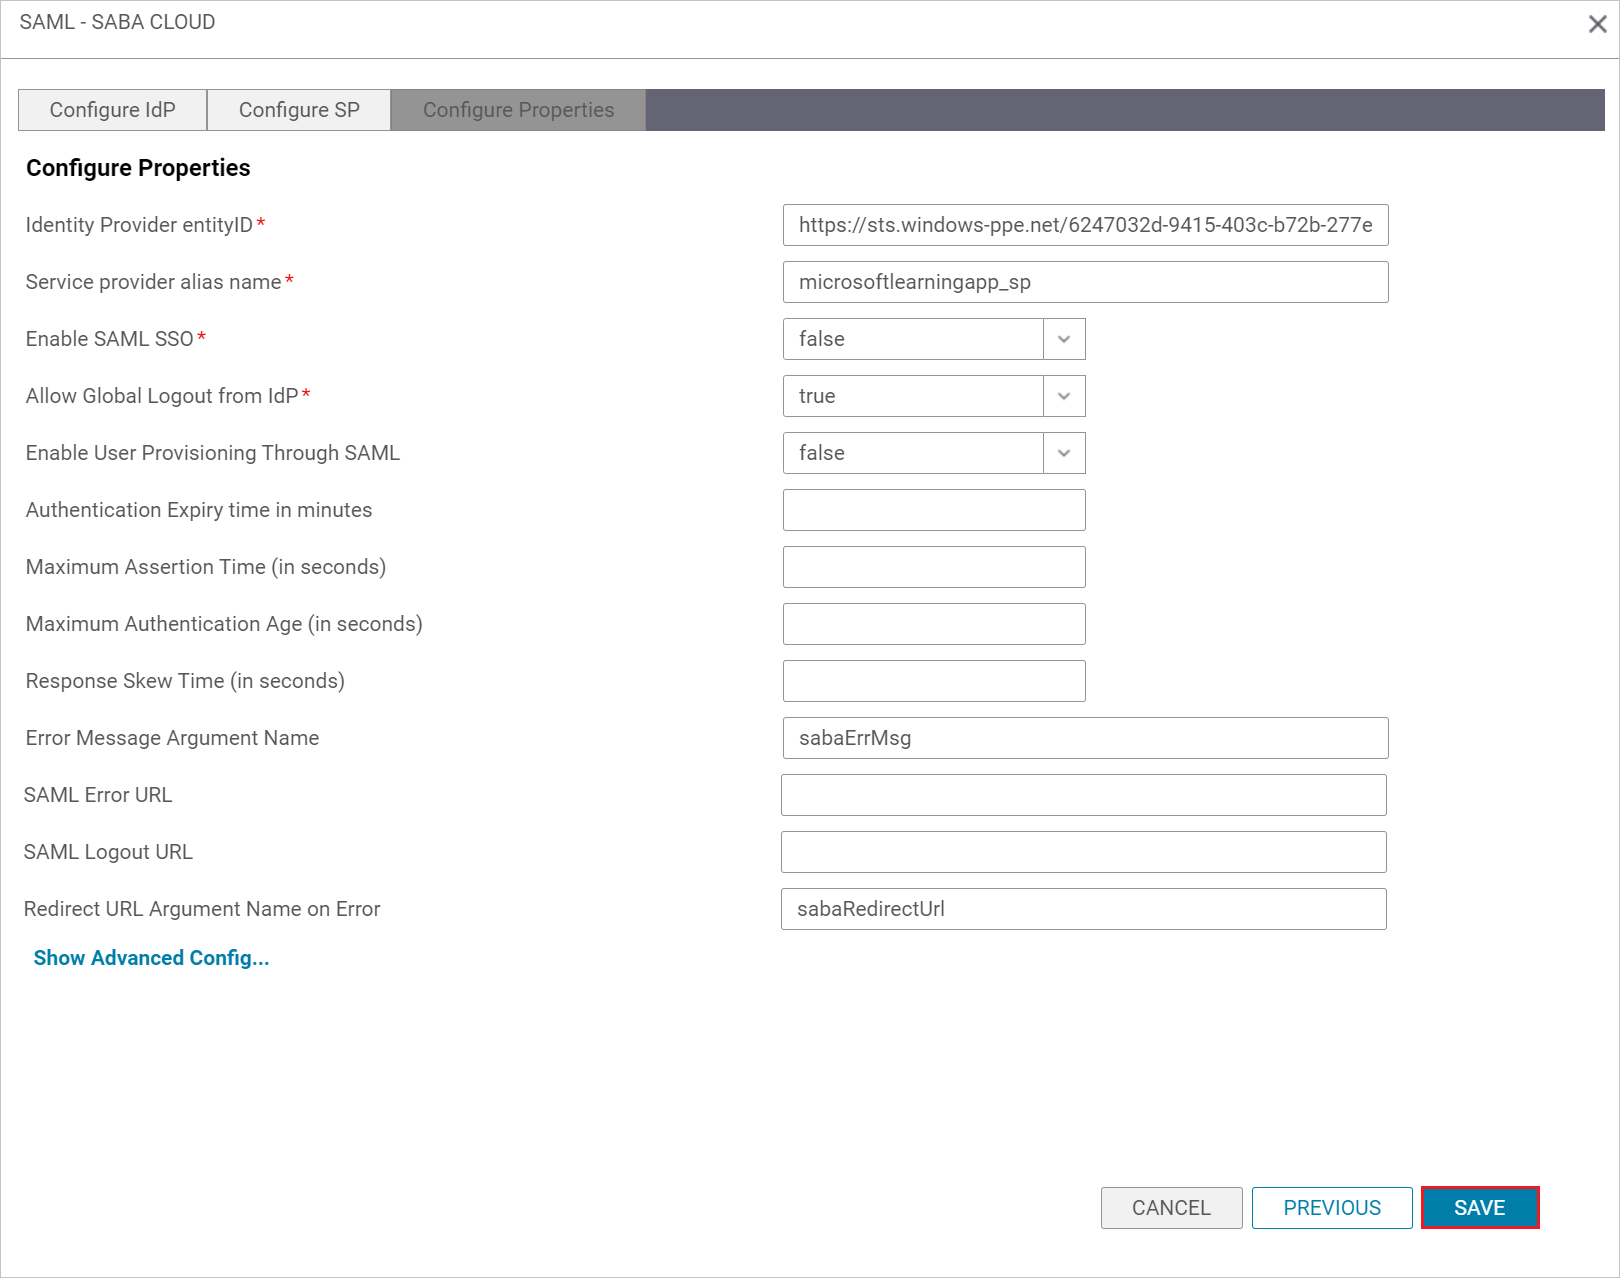 SAML - SABA CLOUD
Configure IdP Configure SP Configure Properties
Configure Properties
Identity Provider entityID* https://sts.windows-ppe.net/6247032d-9415-403c-b72b-277e
Service provider alias name* microsoftlearningapp_sp
Enable SAML SSO* false
Allow Global Logout from IdP* true
Enable User Provisioning Through SAML false
Authentication Expiry time in minutes
Maximum Assertion Time (in seconds)
Maximum Authentication Age (in seconds)
Response Skew Time (in seconds)
Error Message Argument Name sabaErrMsg
SAML Error URL
SAML Logout URL
Redirect URL Argument Name on Error sabaRedirectUrl
Show Advanced Config...
CANCEL PREVIOUS SAVE